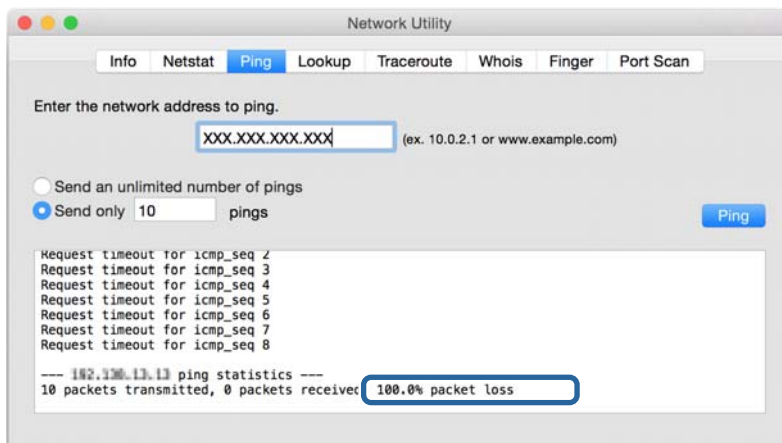 Network Utility
Info Netstat Ping Lookup Traceroute Whois Finger Port Scan
Enter the network address to ping.
XXX.XXX.XXX.XXX (ex. 10.0.2.1 or www.example.com)
Send an unlimited number of pings
Send only 10 pings
Ping
Request timeout for icmp_seq 2
Request timeout for icmp_seq 3
Request timeout for icmp_seq 4
Request timeout for icmp_seq 5
Request timeout for icmp_seq 6
Request timeout for icmp_seq 7
Request timeout for icmp_seq 8
--- ping statistics ---
10 packets transmitted, 0 packets received 100.0% packet loss